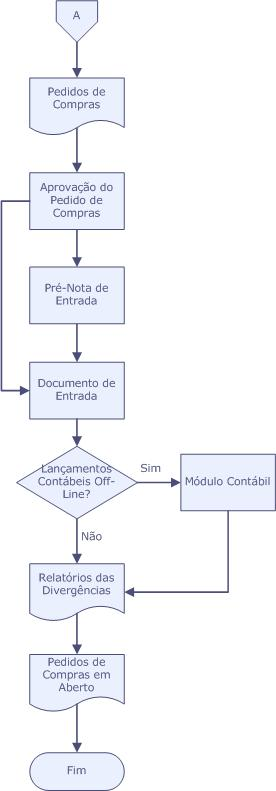 A
Pedidos de
Compras
Aprovação do
Pedido de
Compras
Pré-Nota de
Entrada
Documento de
Entrada
Lançamentos
Contábeis Off-
Line?
Sim
Módulo Contábil
Não
Relatórios das
Divergências
Pedidos de
Compras em
Aberto
Fim